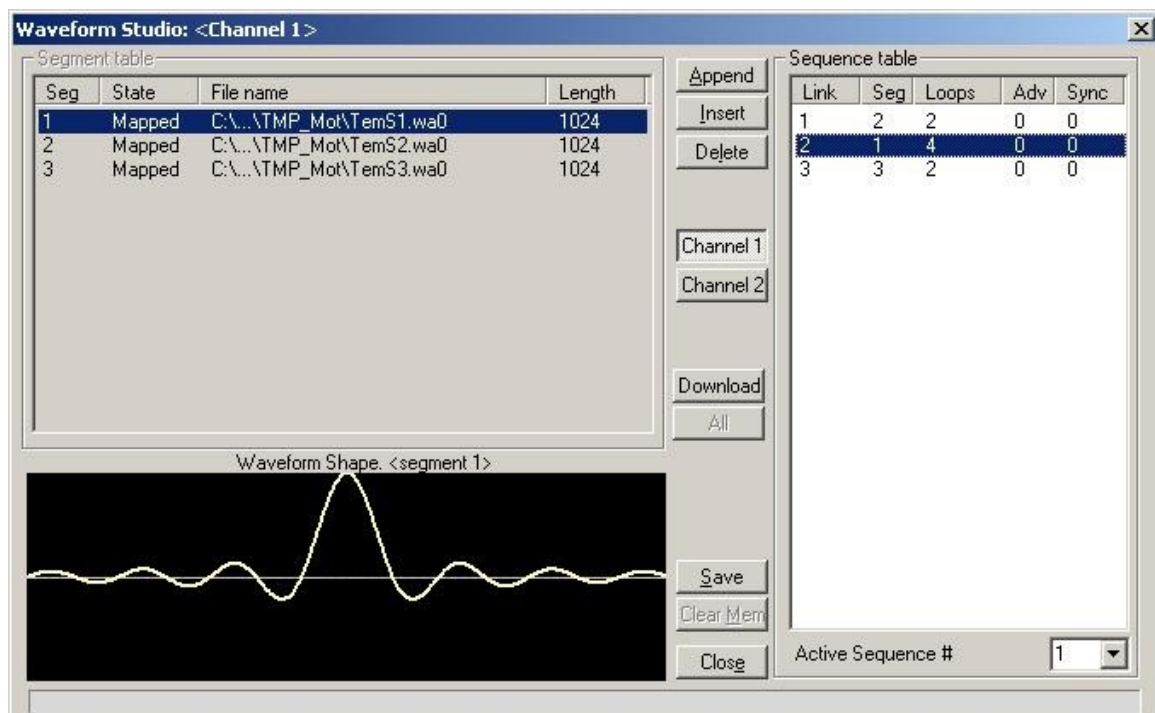 Waveform Studio: <Channel 1>
Segment table
Seg State File name Length
1 Mapped C:\...\TMP_Mot\TemS1.wa0 1024
2 Mapped C:\...\TMP_Mot\TemS2.wa0 1024
3 Mapped C:\...\TMP_Mot\TemS3.wa0 1024
Waveform Shape. <segment 1>
Append
Insert
Delete
Channel 1
Channel 2
Download
All
Save
Clear Mem
Close
Sequence table
Link Seg Loops Adv Sync
1 2 2 0 0
2 1 4 0 0
3 3 2 0 0
Active Sequence # 1